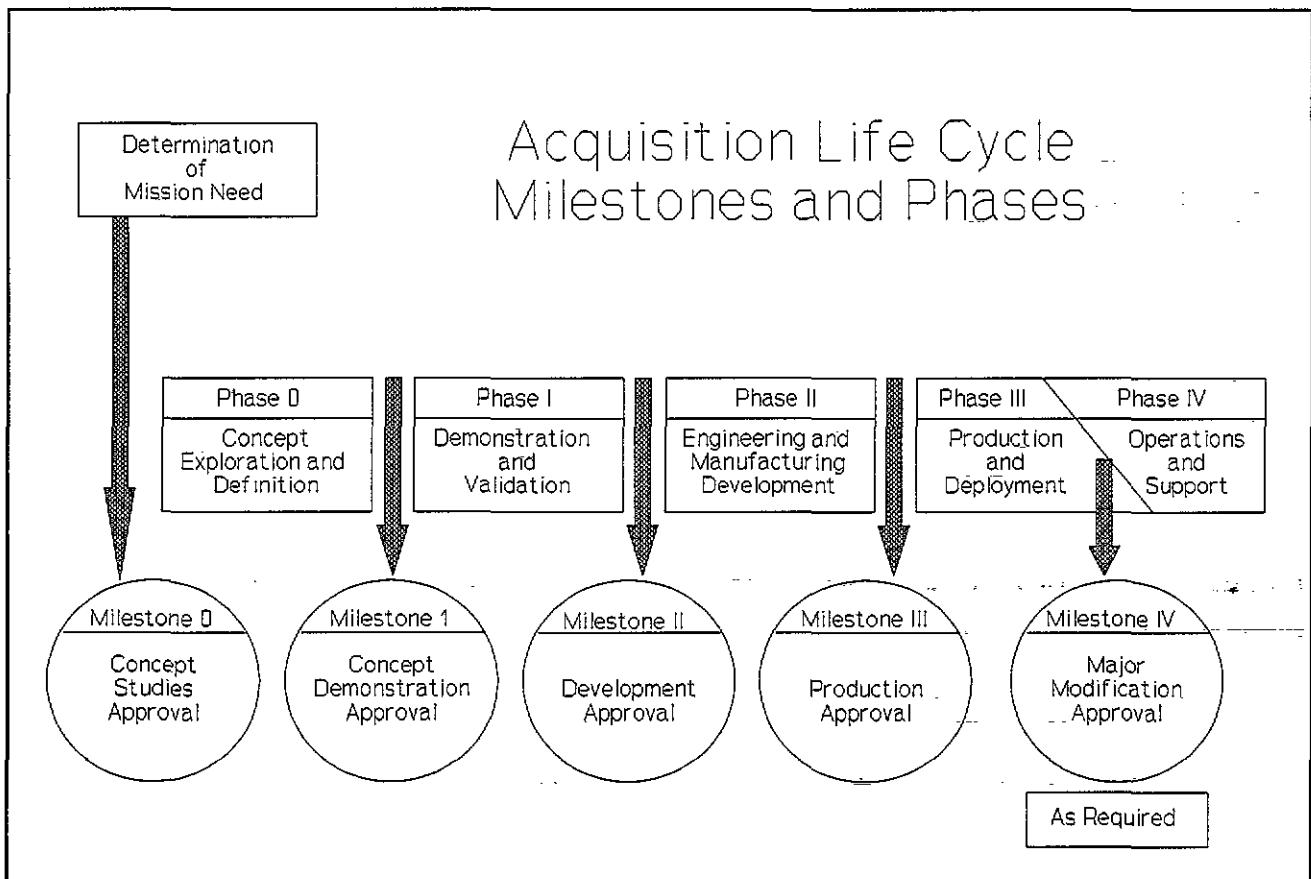 Acquisition Life Cycle
Milestones and Phases
Determination
of
Mission Need
Phase 0
Concept
Exploration and
Definition
Phase I
Demonstration
and
Validation
Phase II
Engineering and
Manufacturing
Development
Phase III
Production
and
Deployment
Phase IV
Operations
and
Support
Milestone 0
Concept
Studies
Approval
Milestone 1
Concept
Demonstration
Approval
Milestone II
Development
Approval
Milestone III
Production
Approval
Milestone IV
Major
Modification
Approval
As Required